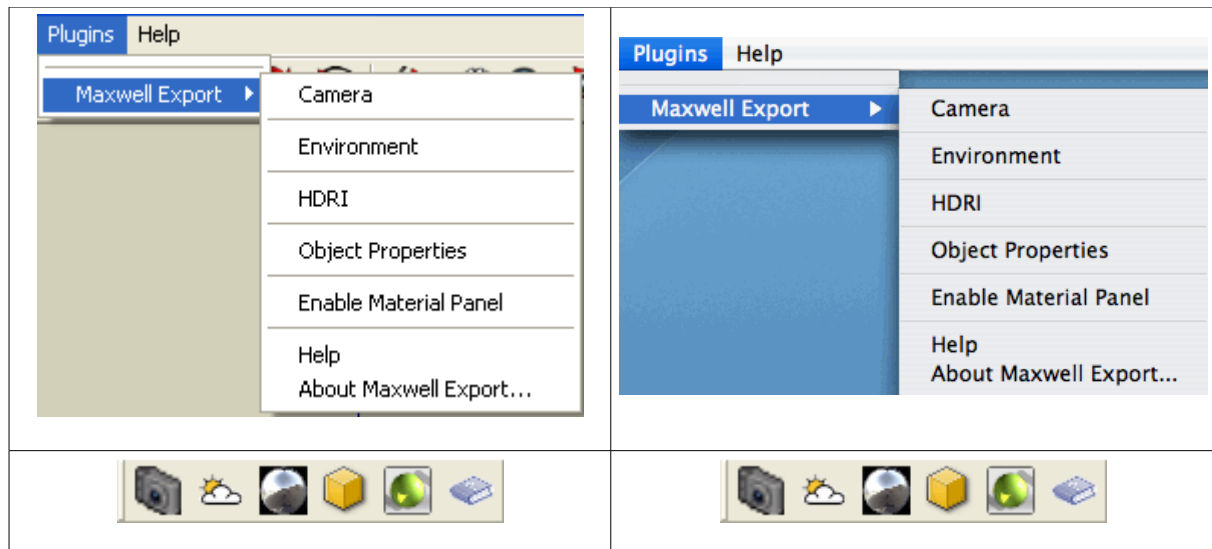 Plugins Help
Maxwell Export
Camera
Environment
HDRI
Object Properties
Enable Material Panel
Help
About Maxwell Export...
Plugins Help
Maxwell Export
Camera
Environment
HDRI
Object Properties
Enable Material Panel
Help
About Maxwell Export...